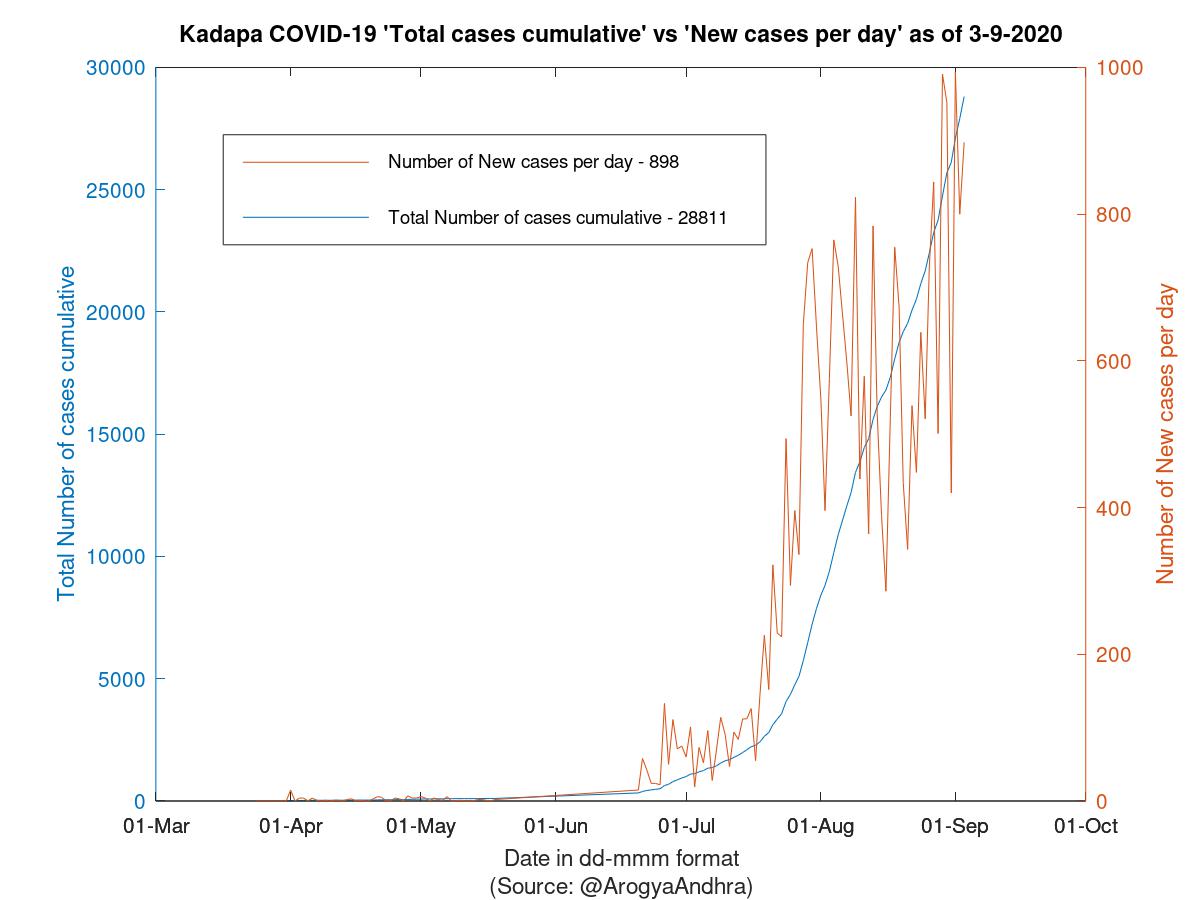 Kadapa COVID-19 'Total cases cumulative' vs 'New cases per day' as of 3-9-2020
30000
25000
20000
15000
10000
5000
0
Total Number of cases cumulative
Number of New cases per day - 898
Total Number of cases cumulative - 28811
1000
800
600
400
200
0
Number of New cases per day
01-Mar 01-Apr 01-May 01-Jun 01-Jul 01-Aug 01-Sep 01-Oct
Date in dd-mmm format
(Source: @ArogyaAndhra)